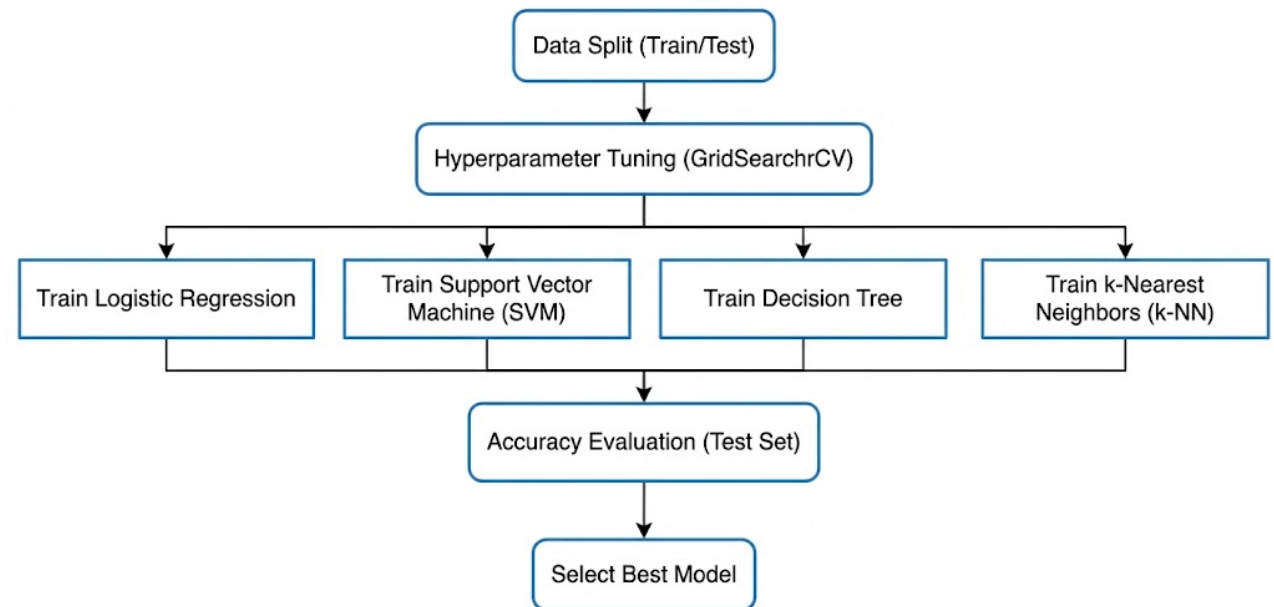 Data Split (Train/Test)
Hyperparameter Tuning (GridSearchrCV)
Train Logistic Regression
Train Support Vector
Machine (SVM)
Train Decision Tree
Train k-Nearest
Neighbors (k-NN)
Accuracy Evaluation (Test Set)
Select Best Model